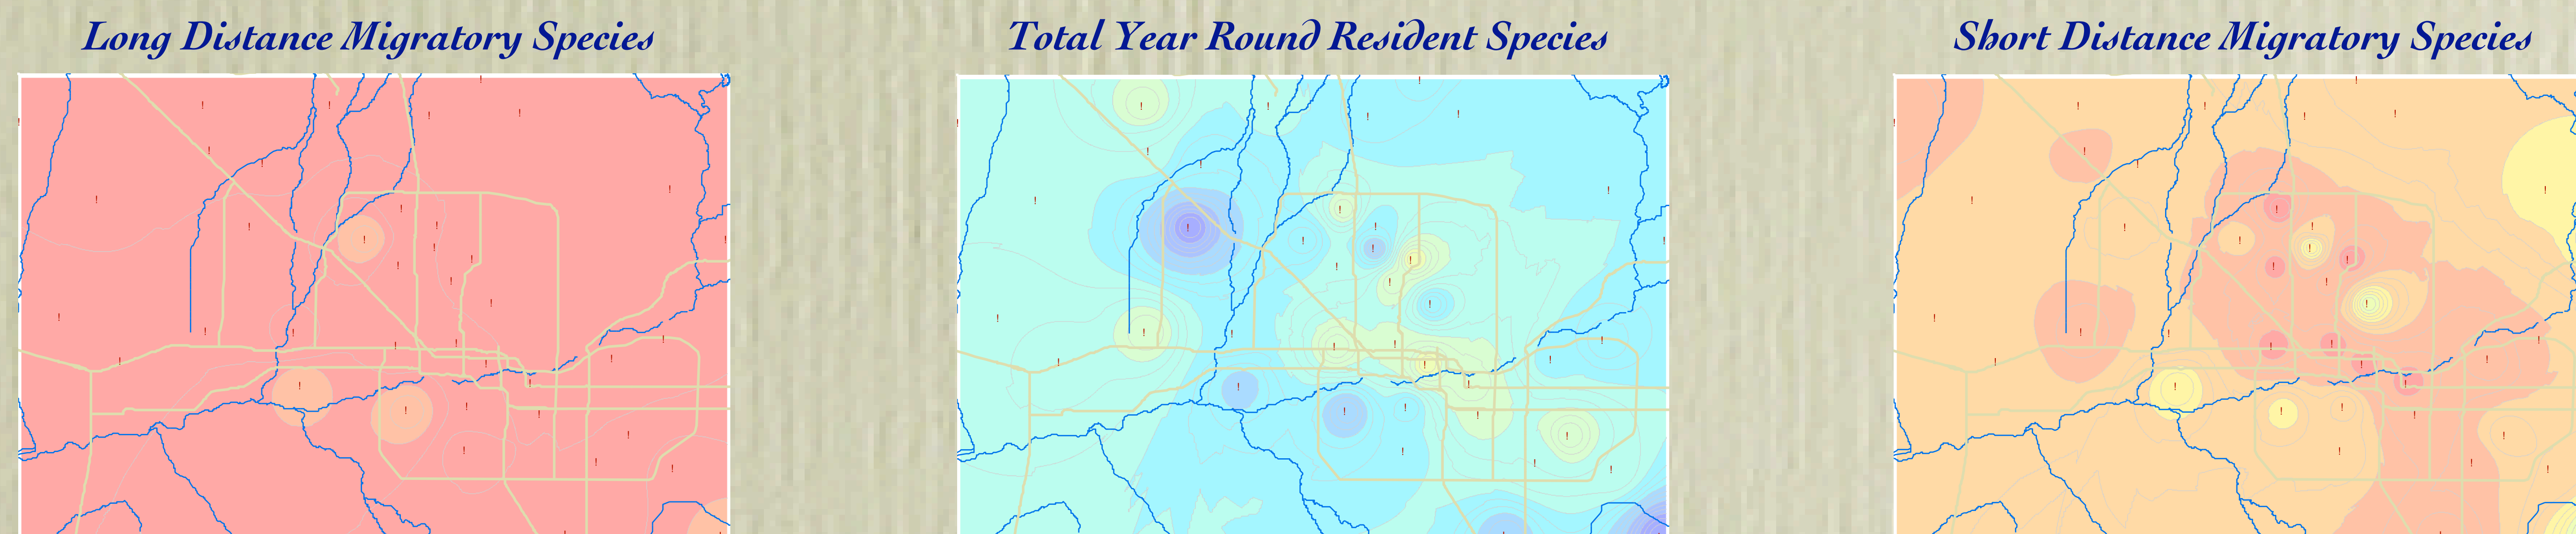 Long Distance Migratory Species
Total Year Round Resident Species
Short Distance Migratory Species